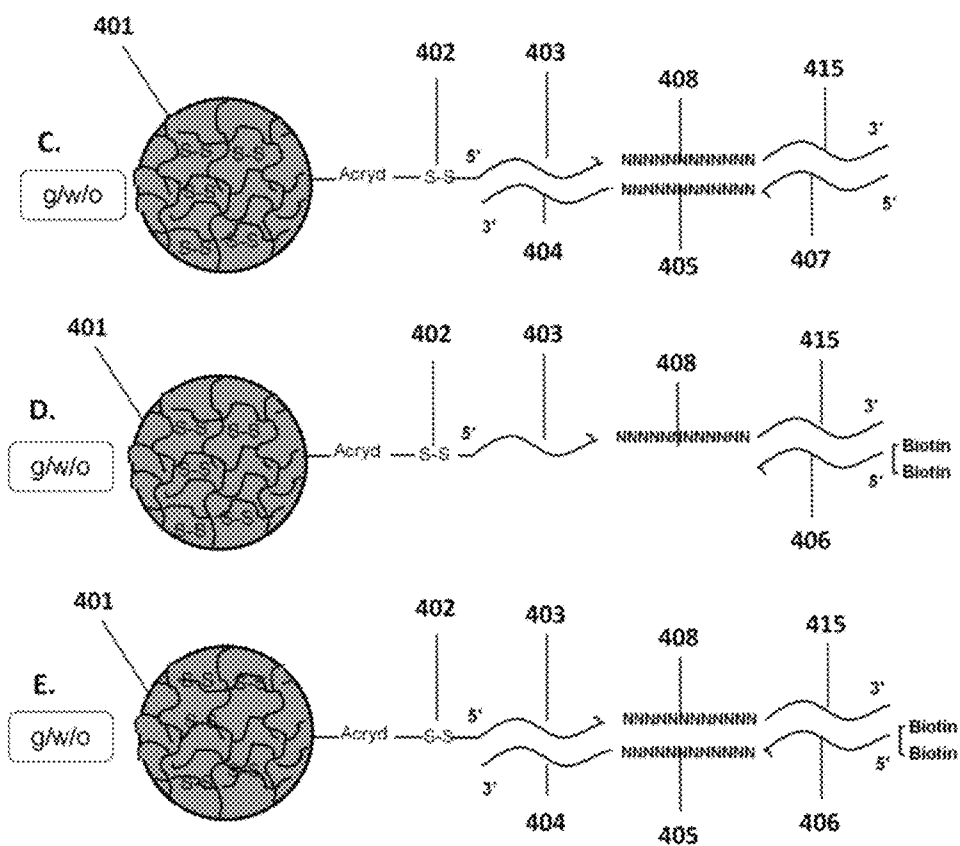 401
402
403
408
415
C.
g/w/o
S-S S-S
Acryd
S-S
5'
3'
NNNNNNNNNNNN
NNNNNNNNNNNN
3'
5'
404
405
407
401
402
403
408
415
D.
g/w/o
Acryd
S-S
5'
NNNNNNNNNNNN
3'
Biotin
5'
Biotin
406
401
402
403
408
415
E.
g/w/o
Acryd
S-S
5'
3'
NNNNNNNNNNNN
NNNNNNNNNNNN
3'
Biotin
5'
Biotin
404
405
406